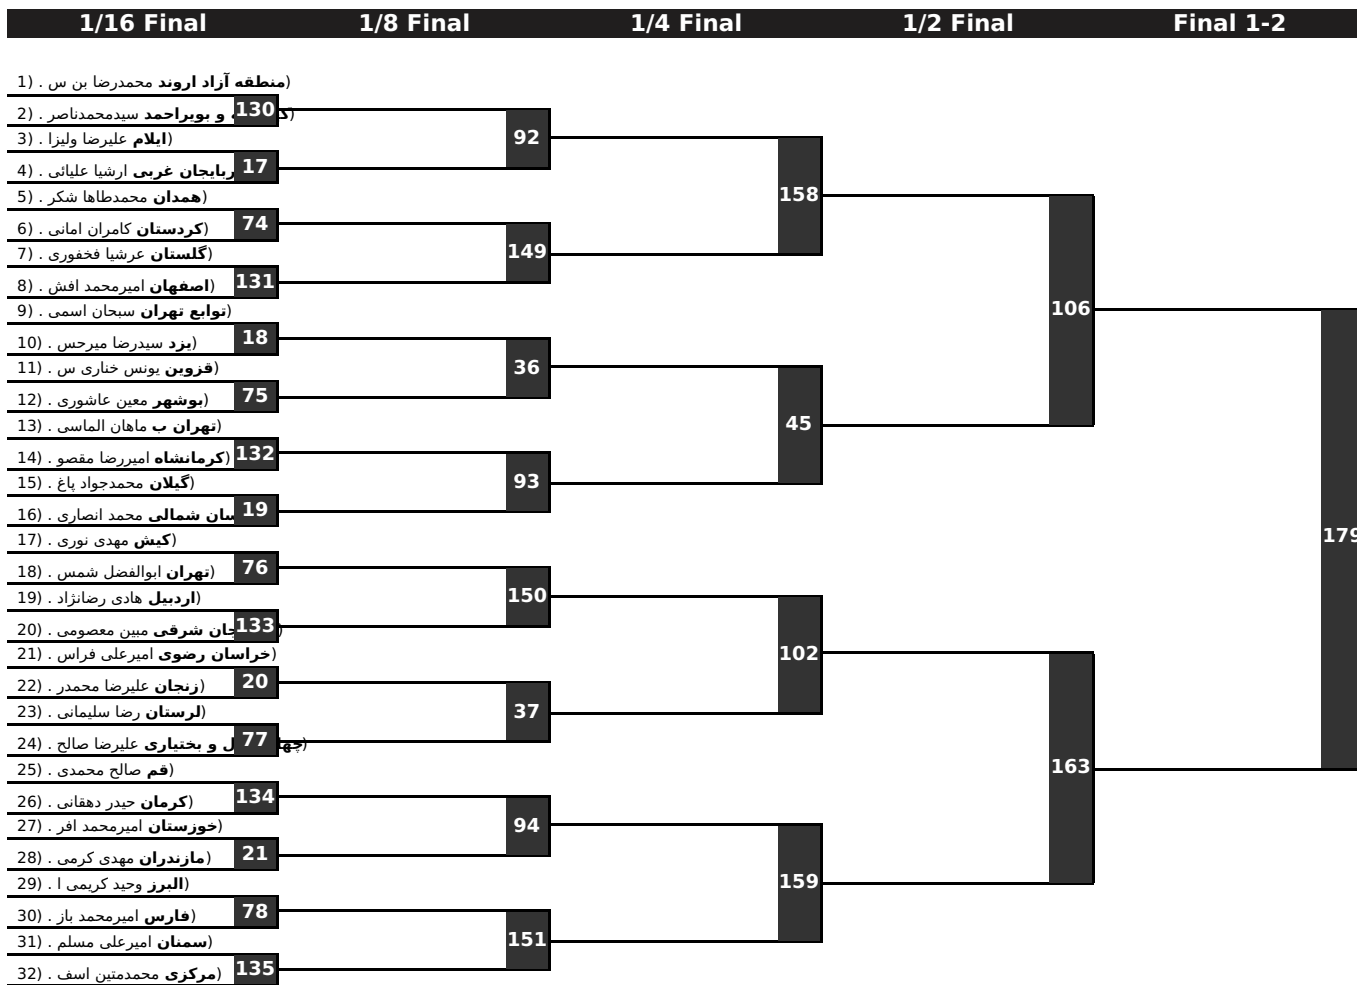 1/16 Final 1/8 Final 1/4 Final 1/2 Final Final 1-2
1) . محمدرضا بن س (منطقه آزاد اروند)
130
2) . سیدمحمدناصر و بویراحمد
92
3) . علیرضا ولیزا (ایلام)
17
4) . ارشیا علیائی غربی
158
5) . محمدطاها شکر (همدان)
74
6) . کامران امانی (کردستان)
149
7) . عرشیا فخفوری (گلستان)
131
8) . امیرمحمد افش (اصفهان)
106
9) . سبحان اسمی (توابع تهران)
18
10) . سیدرضا میرحس (یزد)
36
11) . یونس خناری س (قزوین)
75
12) . معین عاشوری (بوشهر)
45
13) . ماهان الماسی (تهران ب)
132
14) . امیررضا مقصو (کرمانشاه)
93
15) . محمدجواد پاغ (گیلان)
19
16) . محمد انصاری شمالی
179
17) . مهدی نوری (کیش)
76
18) . ابوالفضل شمس (تهران)
150
19) . هادی رضانژاد (اردبیل)
133
20) . مبین معصومی شرقی
102
21) . امیرعلی فراس (خراسان رضوی)
20
22) . علیرضا محمدر (زنجان)
37
23) . رضا سلیمانی (لرستان)
77
24) . علیرضا صالح و بختیاری
163
25) . صالح محمدی (قم)
134
26) . حیدر دهقانی (کرمان)
94
27) . امیرمحمد افر (خوزستان)
21
28) . مهدی کرمی (مازندران)
159
29) . وحید کریمی ا (البرز)
78
30) . امیرمحمد باز (فارس)
151
31) . امیرعلی مسلم (سمنان)
135
32) . محمدمتین اسف (مرکزی)